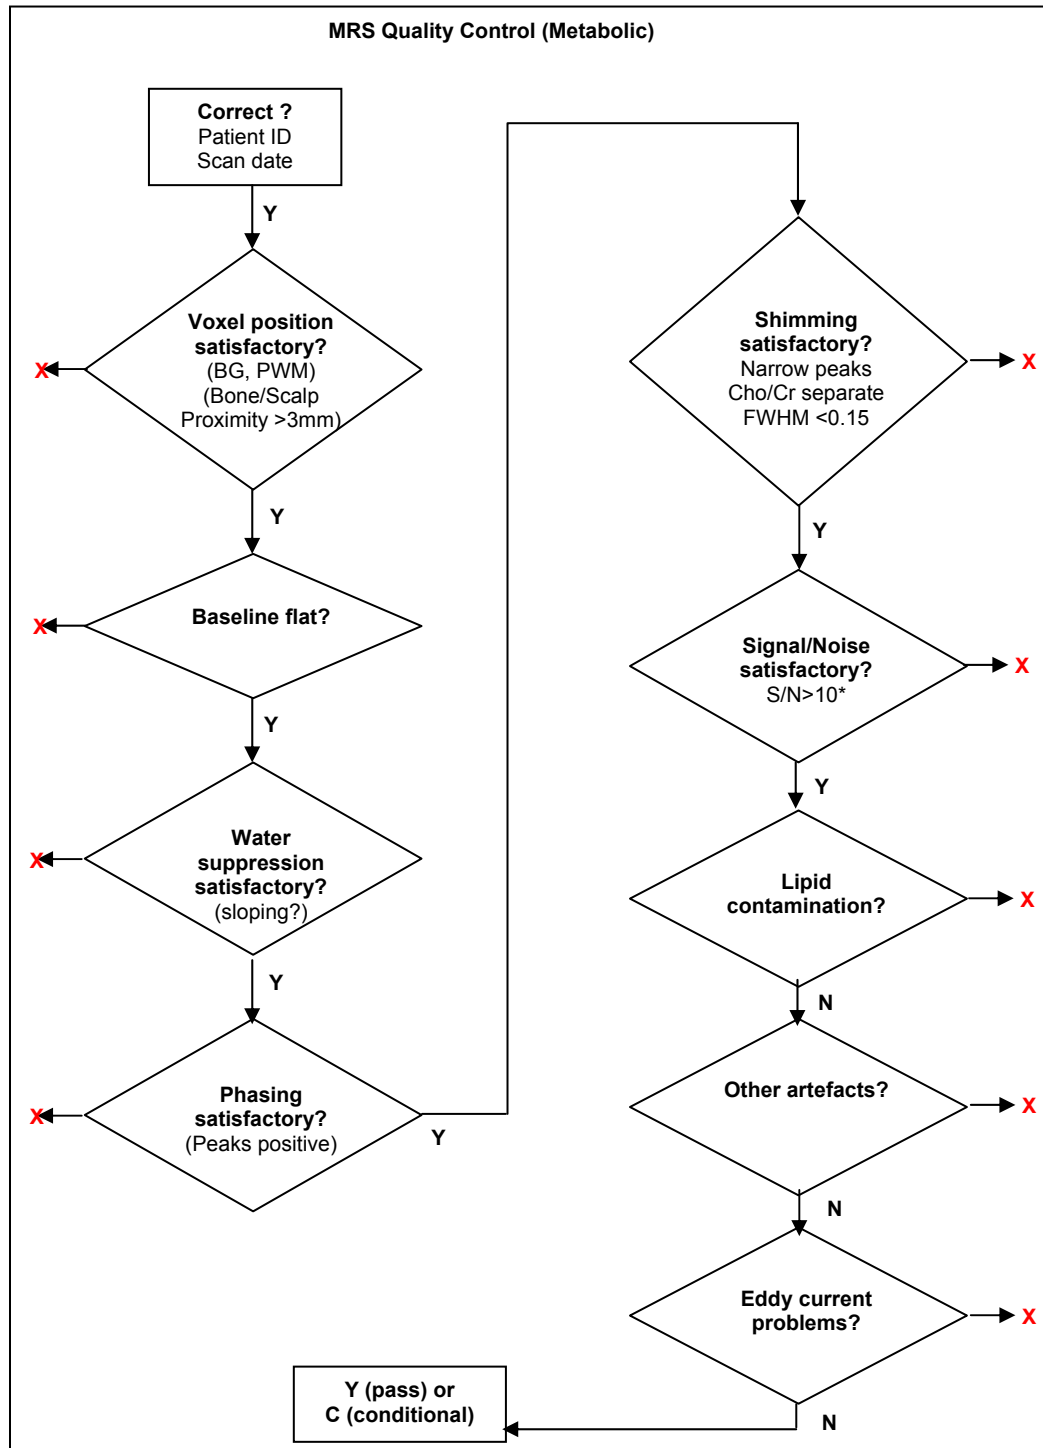 MRS Quality Control (Metabolic)
Correct ?
Patient ID
Scan date
Y
Voxel position
satisfactory?
(BG, PWM)
(Bone/Scalp
Proximity >3mm)
X
Y
Baseline flat?
X
Y
Water
suppression
satisfactory?
(sloping?)
X
Y
Phasing
satisfactory?
(Peaks positive)
X
Y
Shimming
satisfactory?
Narrow peaks
Cho/Cr separate
FWHM <0.15
X
Y
Signal/Noise
satisfactory?
S/N>10*
X
Y
Lipid
contamination?
X
N
Other artefacts?
X
N
Eddy current
problems?
X
N
Y (pass) or
C (conditional)